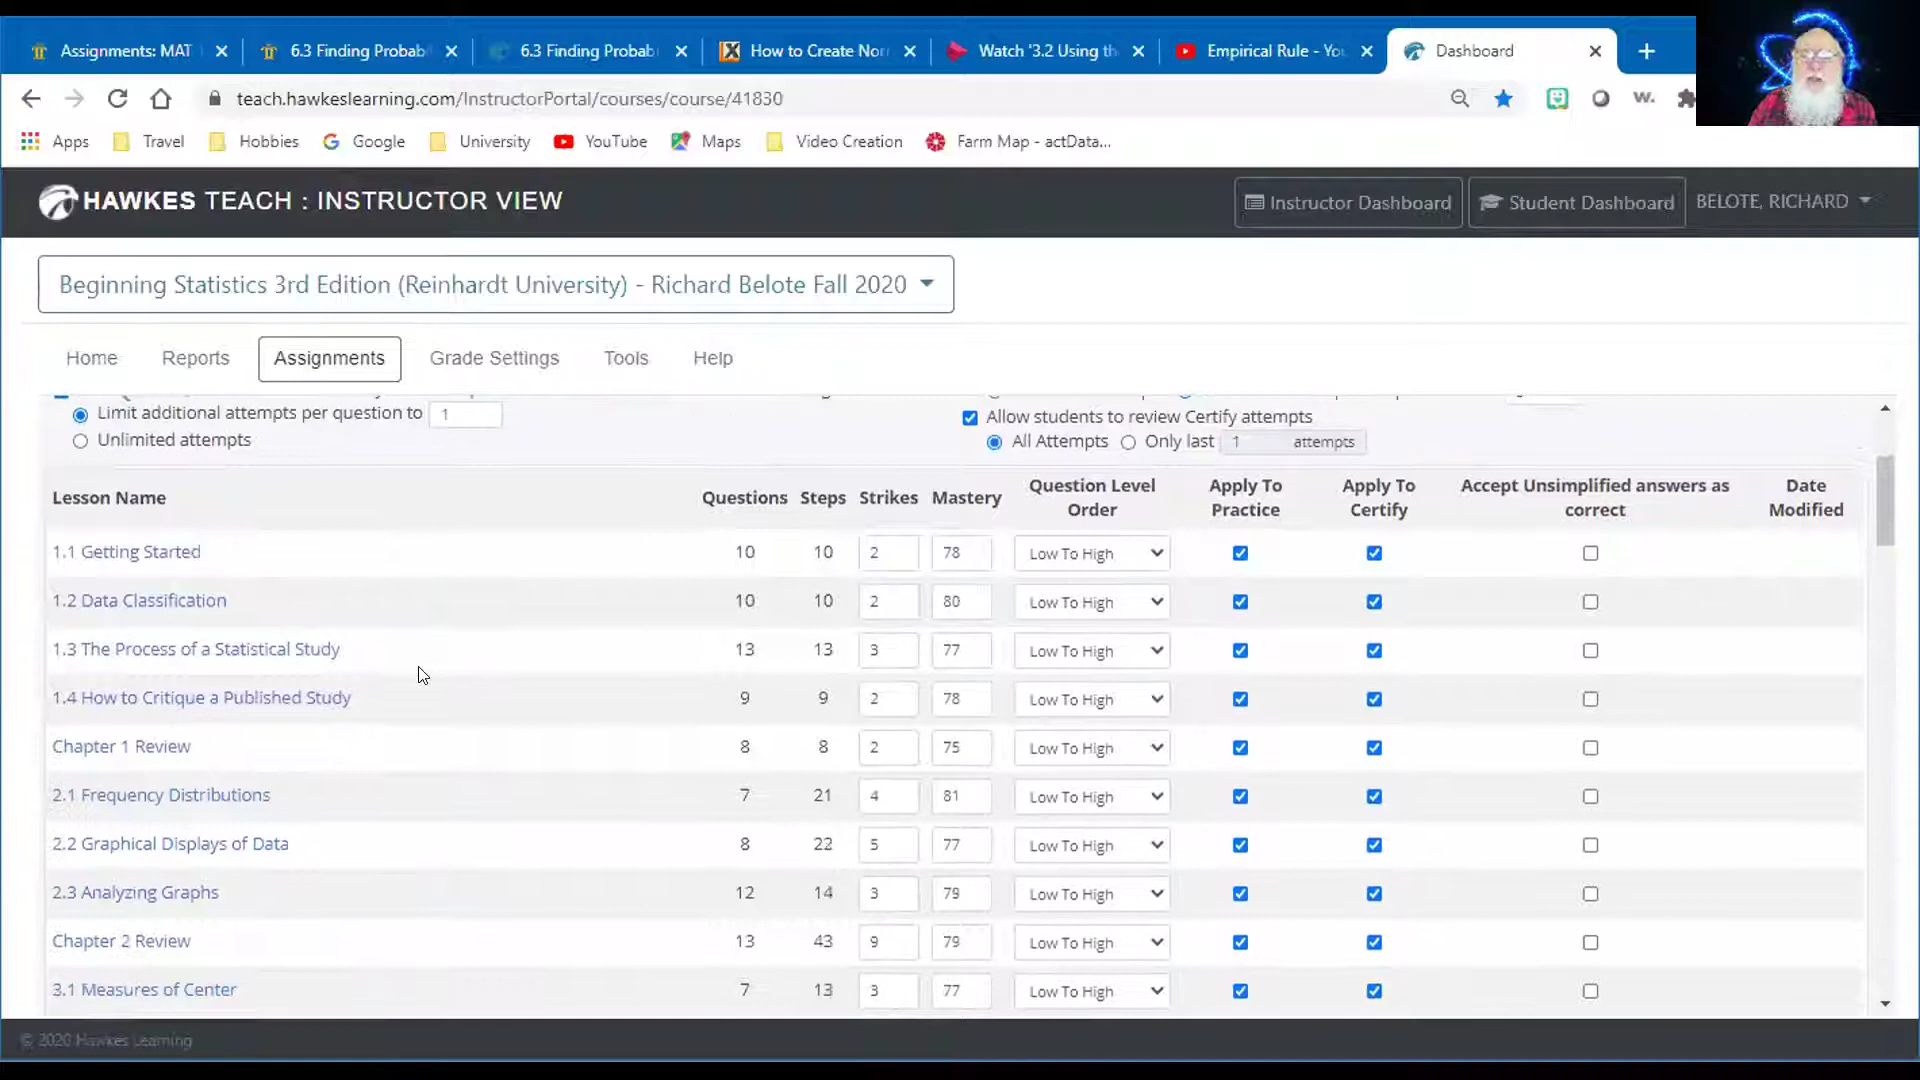 Assignments: MAT
6.3 Finding Probab
6.3 Finding Probab
How to Create Nor
Watch '3.2 Using th
Empirical Rule - Yo
Dashboard
teach.hawkeslearning.com/InstructorPortal/courses/course/41830
Apps Travel Hobbies Google University YouTube Maps Video Creation Farm Map - actData...
HAWKES TEACH : INSTRUCTOR VIEW
Instructor Dashboard
Student Dashboard
BELOTE, RICHARD
Beginning Statistics 3rd Edition (Reinhardt University) - Richard Belote Fall 2020
Home Reports Assignments Grade Settings Tools Help
Limit additional attempts per question to 1
Allow students to review Certify attempts
Unlimited attempts
All Attempts Only last 1 attempts
Lesson Name Questions Steps Strikes Mastery Question Level Order Apply To Practice Apply To Certify Accept Unsimplified answers as correct Date Modified
1.1 Getting Started 10 10 2 78 Low To High
1.2 Data Classification 10 10 2 80 Low To High
1.3 The Process of a Statistical Study 13 13 3 77 Low To High
1.4 How to Critique a Published Study 9 9 2 78 Low To High
Chapter 1 Review 8 8 2 75 Low To High
2.1 Frequency Distributions 7 21 4 81 Low To High
2.2 Graphical Displays of Data 8 22 5 77 Low To High
2.3 Analyzing Graphs 12 14 3 79 Low To High
Chapter 2 Review 13 43 9 79 Low To High
3.1 Measures of Center 7 13 3 77 Low To High
© 2020 Hawkes Learning